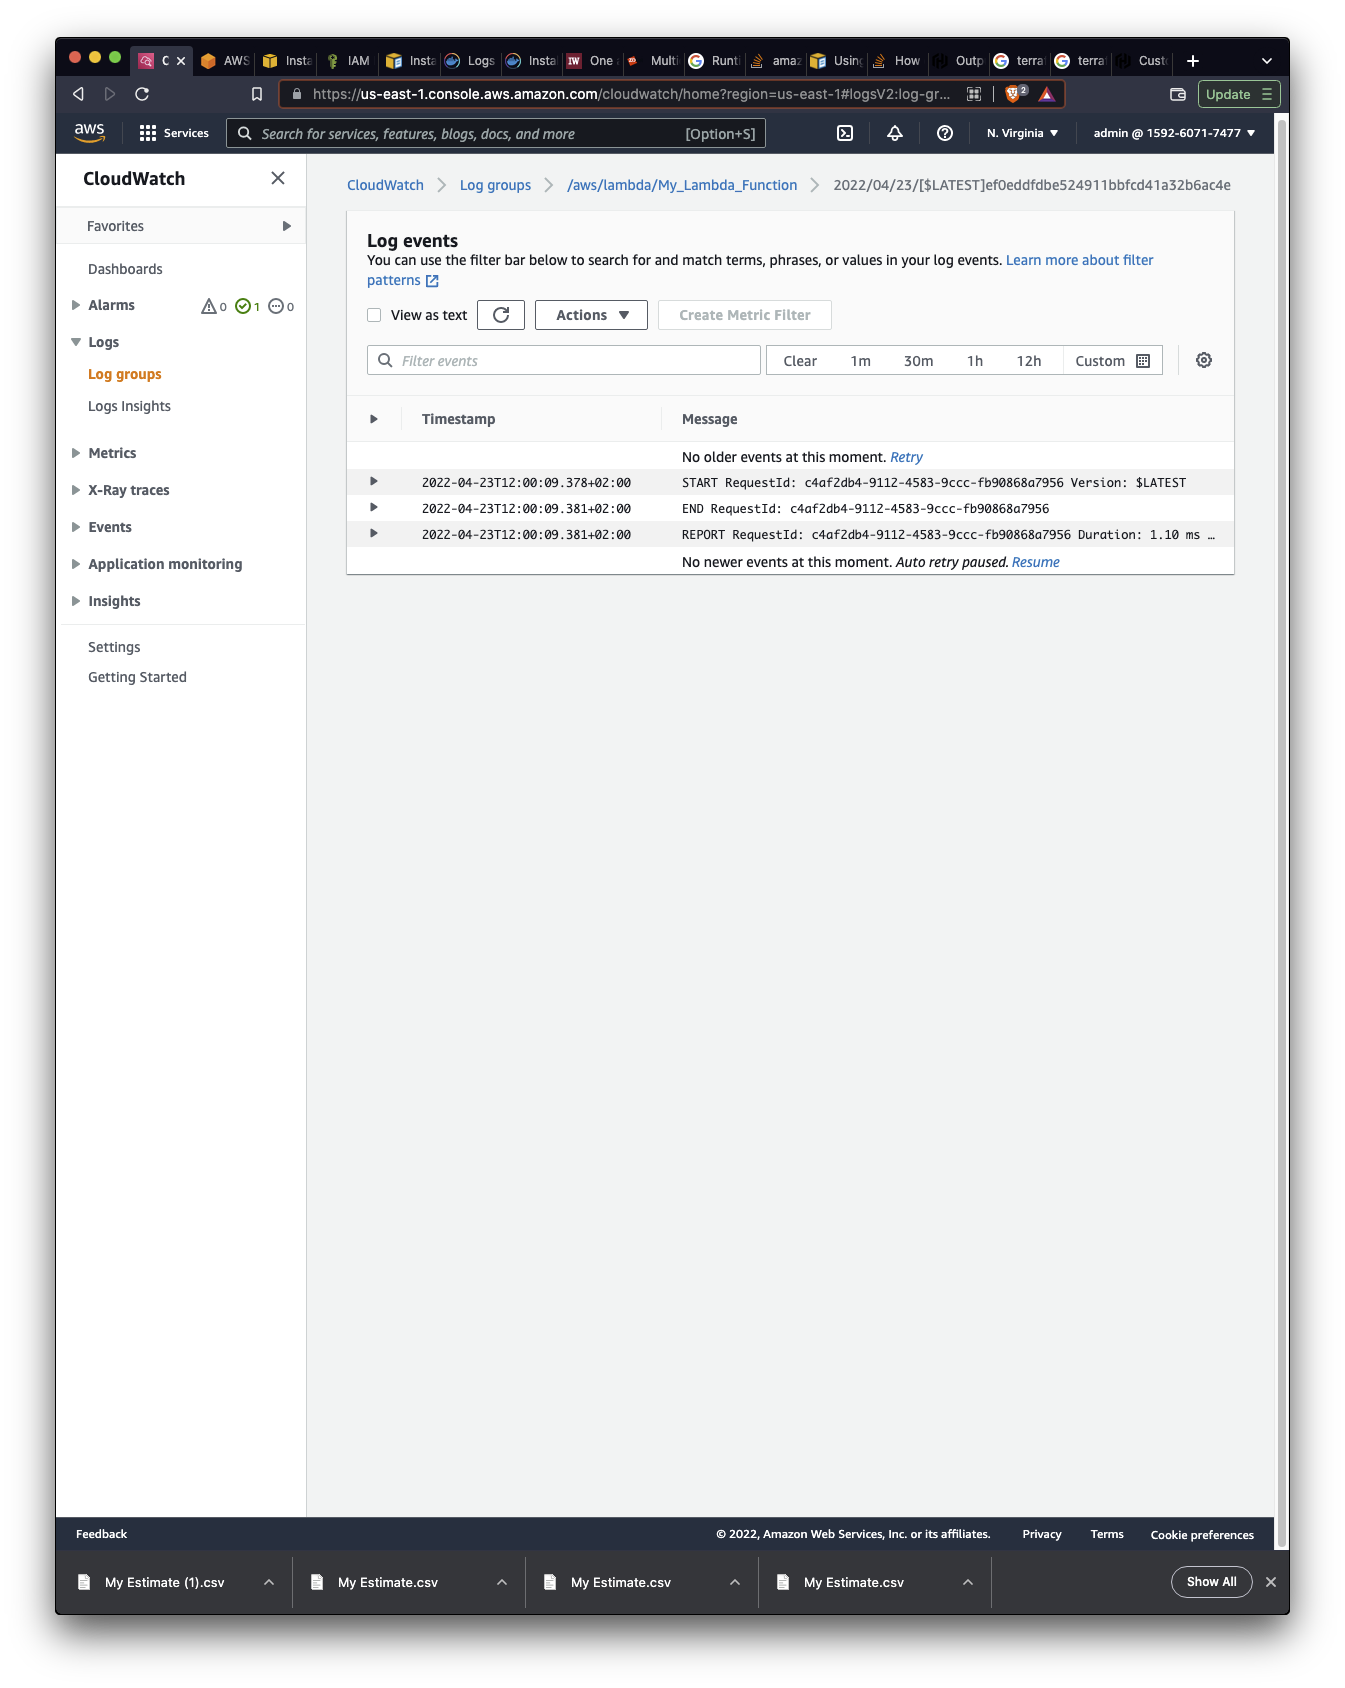 C
AWS
Insta
IAM
Insta
Logs
Insta
IW
One
Multi
Runti
amaz
Using
How
Outp
terra
terra
Cust
https://us-east-1.console.aws.amazon.com/cloudwatch/home?region=us-east-1#logsV2:log-gr...
2
Update
aws
Services
Search for services, features, blogs, docs, and more [Option+S]
N. Virginia
admin @ 1592-6071-7477
CloudWatch
Favorites
Dashboards
Alarms 0 1 0
Logs
Log groups
Logs Insights
Metrics
X-Ray traces
Events
Application monitoring
Insights
Settings
Getting Started
CloudWatch > Log groups > /aws/lambda/My_Lambda_Function > 2022/04/23/[$LATEST]ef0eddfdbe524911bbfcd41a32b6ac4e
Log events
You can use the filter bar below to search for and match terms, phrases, or values in your log events. Learn more about filter
patterns
View as text
Actions
Create Metric Filter
Filter events
Clear 1m 30m 1h 12h Custom
Timestamp Message
No older events at this moment. Retry
2022-04-23T12:00:09.378+02:00 START RequestId: c4af2db4-9112-4583-9ccc-fb90868a7956 Version: $LATEST
2022-04-23T12:00:09.381+02:00 END RequestId: c4af2db4-9112-4583-9ccc-fb90868a7956
2022-04-23T12:00:09.381+02:00 REPORT RequestId: c4af2db4-9112-4583-9ccc-fb90868a7956 Duration: 1.10 ms …
No newer events at this moment. Auto retry paused. Resume
Feedback
© 2022, Amazon Web Services, Inc. or its affiliates.
Privacy
Terms
Cookie preferences
My Estimate (1).csv
My Estimate.csv
My Estimate.csv
My Estimate.csv
Show All